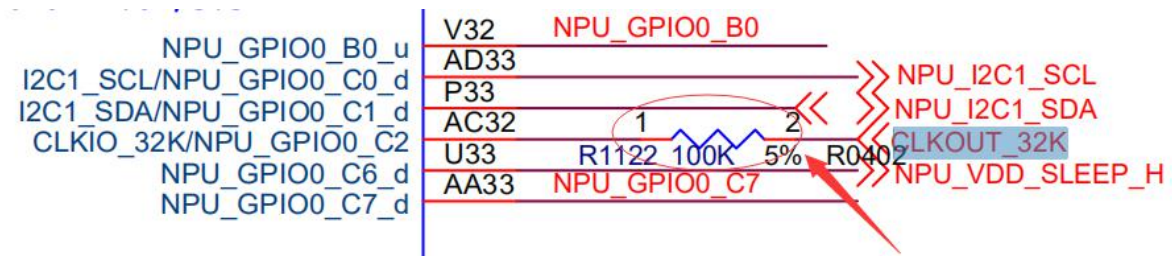 NPU_GPIO0_B0_u V32 NPU_GPIO0_B0
I2C1_SCL/NPU_GPIO0_C0_d AD33 NPU_I2C1_SCL
I2C1_SDA/NPU_GPIO0_C1_d P33 NPU_I2C1_SDA
CLKIO_32K/NPU_GPIO0_C2 AC32 1 2 CLKOUT_32K
R1122 100K 5% R0402
NPU_GPIO0_C6_d U33 NPU_VDD_SLEEP_H
NPU_GPIO0_C7_d AA33 NPU_GPIO0_C7